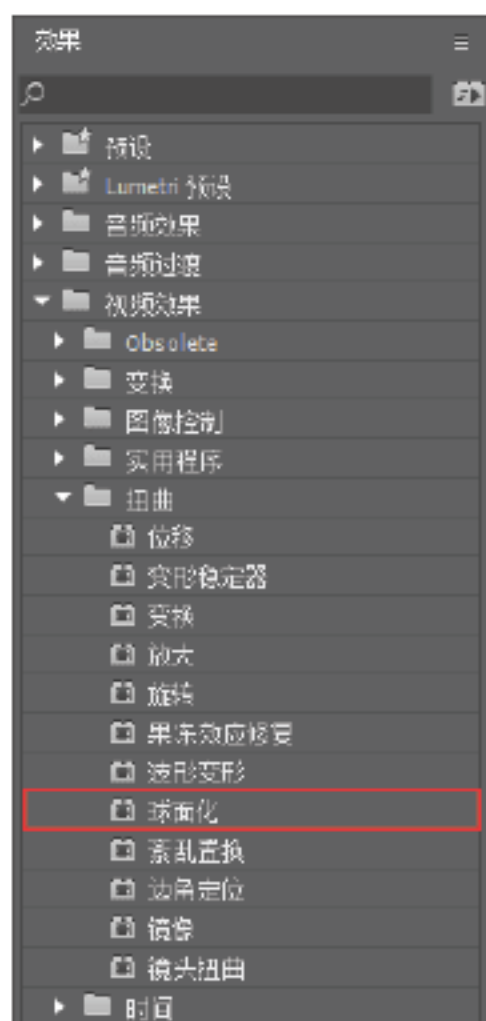 效果
预设
Lumetri 预设
音频效果
音频过渡
视频效果
Obsolete
变换
图像控制
实用程序
扭曲
位移
变形稳定器
变换
放大
旋转
果冻效应修复
波形变形
球面化
紊乱置换
边角定位
镜像
镜头扭曲
时间